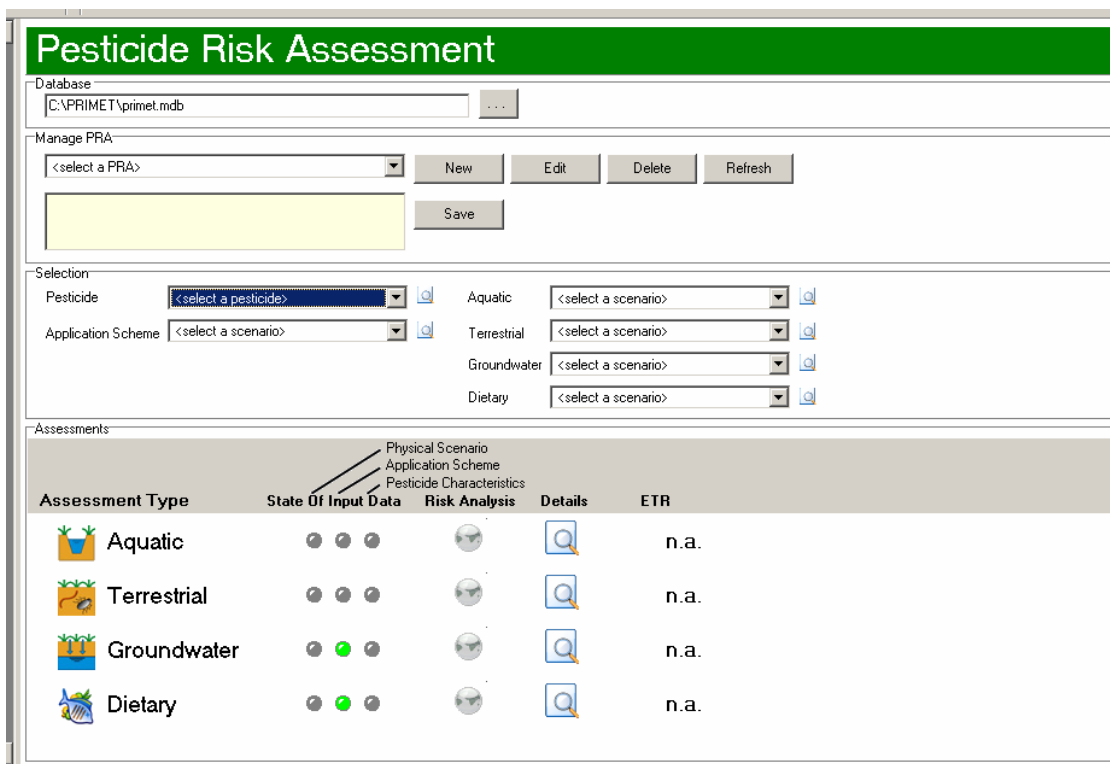 Pesticide Risk Assessment
Database
C:\PRIMET\primet.mdb
...
Manage PRA
<select a PRA>
New
Edit
Delete
Refresh
Save
Selection
Pesticide
<select a pesticide>
Aquatic
<select a scenario>
Application Scheme
<select a scenario>
Terrestrial
<select a scenario>
Groundwater
<select a scenario>
Dietary
<select a scenario>
Assessments
Physical Scenario
Application Scheme
Pesticide Characteristics
Assessment Type
State Of Input Data
Risk Analysis
Details
ETR
Aquatic
n.a.
Terrestrial
n.a.
Groundwater
n.a.
Dietary
n.a.